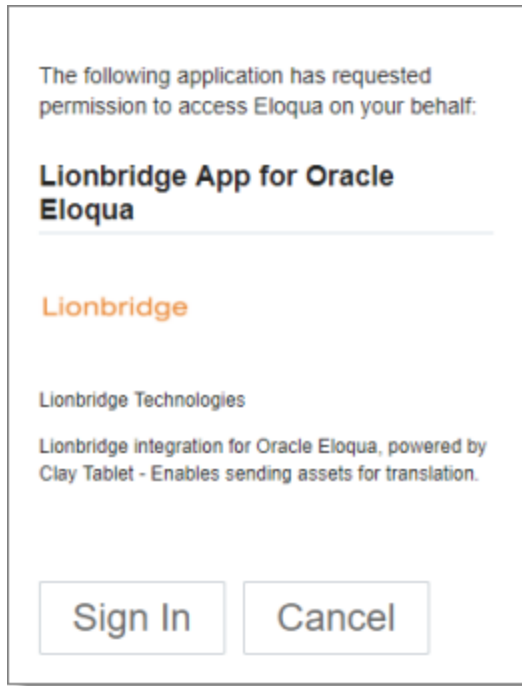 The following application has requested
permission to access Eloqua on your behalf:
Lionbridge App for Oracle
Eloqua
Lionbridge
Lionbridge Technologies
Lionbridge integration for Oracle Eloqua, powered by
Clay Tablet - Enables sending assets for translation.
Sign In Cancel